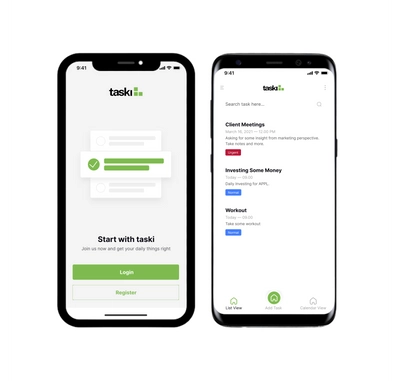 9:41
taski
Start with taski
Join us now and get your daily things right
Login
Register
9:41
taski
Search task here...
Client Meetings
March 18, 2021 — 12.30 PM
Asking for some insight from marketing perspective.
Take notes and more.
Urgent
Investing Some Money
Today — 08.00
Daily Investing for APPL.
Normal
Workout
Today — 09.00
Take some workout
Normal
List View
Add Task
Calendar View